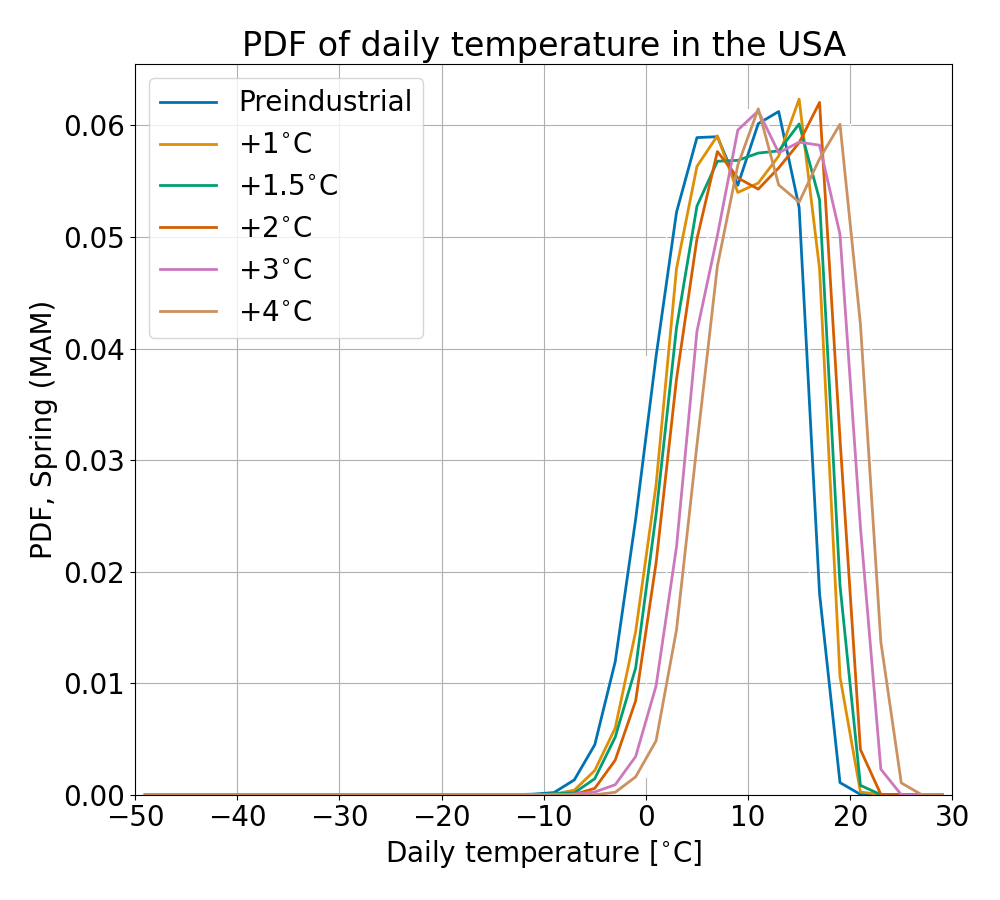 PDF of daily temperature in the USA
Preindustrial
+1°C
+1.5°C
+2°C
+3°C
+4°C
PDF, Spring (MAM)
0.06
0.05
0.04
0.03
0.02
0.01
0.00
−50 −40 −30 −20 −10 0 10 20 30
Daily temperature [°C]